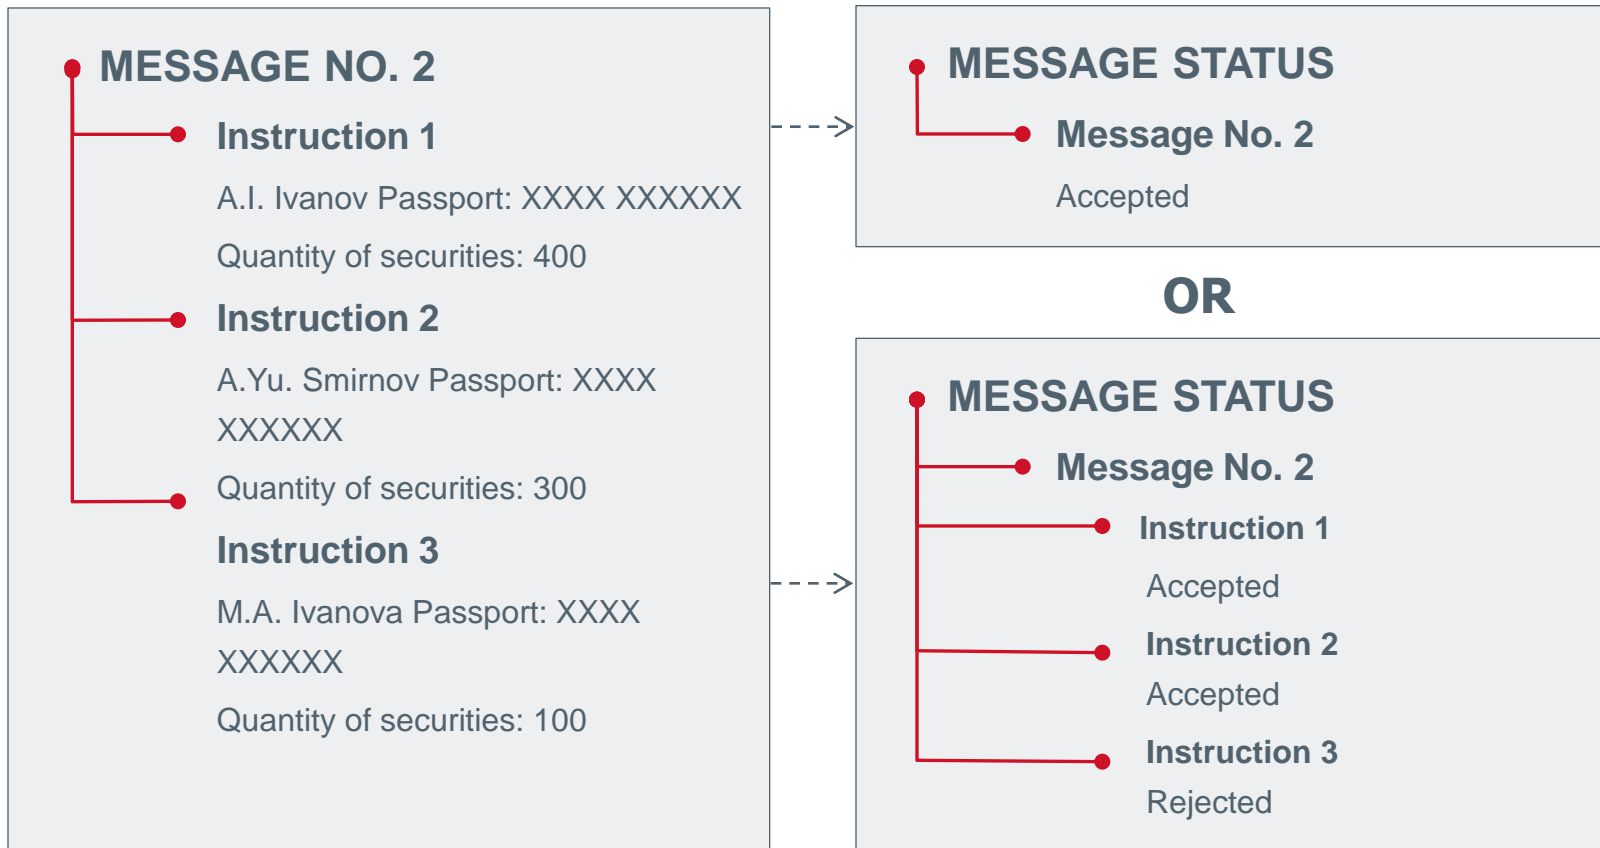 MESSAGE NO. 2
Instruction 1
A.I. Ivanov Passport: XXXX XXXXXX
Quantity of securities: 400
Instruction 2
A.Yu. Smirnov Passport: XXXX
XXXXXX
Quantity of securities: 300
Instruction 3
M.A. Ivanova Passport: XXXX
XXXXXX
Quantity of securities: 100
MESSAGE STATUS
Message No. 2
Accepted
OR
MESSAGE STATUS
Message No. 2
Instruction 1
Accepted
Instruction 2
Accepted
Instruction 3
Rejected